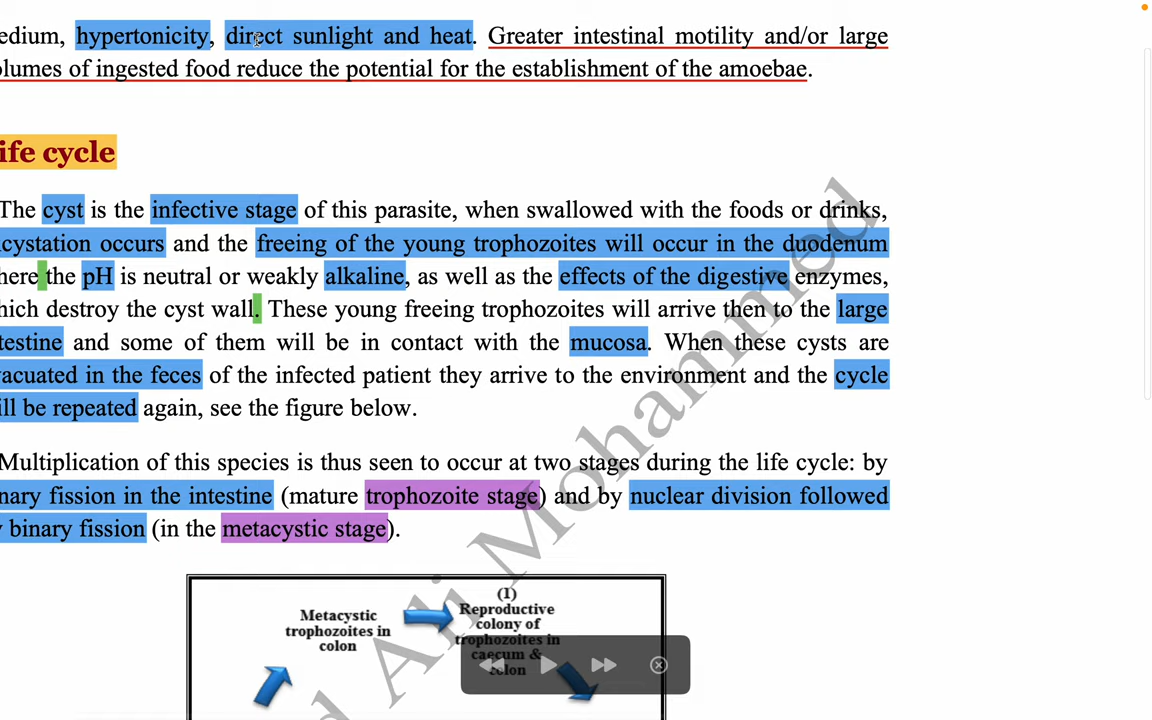 edium, hypertonicity, direct sunlight and heat. Greater intestinal motility and/or large
olumes of ingested food reduce the potential for the establishment of the amoebae.
ife cycle
The cyst is the infective stage of this parasite, when swallowed with the foods or drinks,
cystation occurs and the freeing of the young trophozoites will occur in the duodenum
here the pH is neutral or weakly alkaline, as well as the effects of the digestive enzymes,
hich destroy the cyst wall. These young freeing trophozoites will arrive then to the large
testine and some of them will be in contact with the mucosa. When these cysts are
vacuated in the feces of the infected patient they arrive to the environment and the cycle
ill be repeated again, see the figure below.
Multiplication of this species is thus seen to occur at two stages during the life cycle: by
nary fission in the intestine (mature trophozoite stage) and by nuclear division followed
y binary fission (in the metacystic stage).
Metacystic
trophozoites in
colon
(1)
Reproductive
colony of
trophozoites in
caecum &
colon
Ali Mohammed